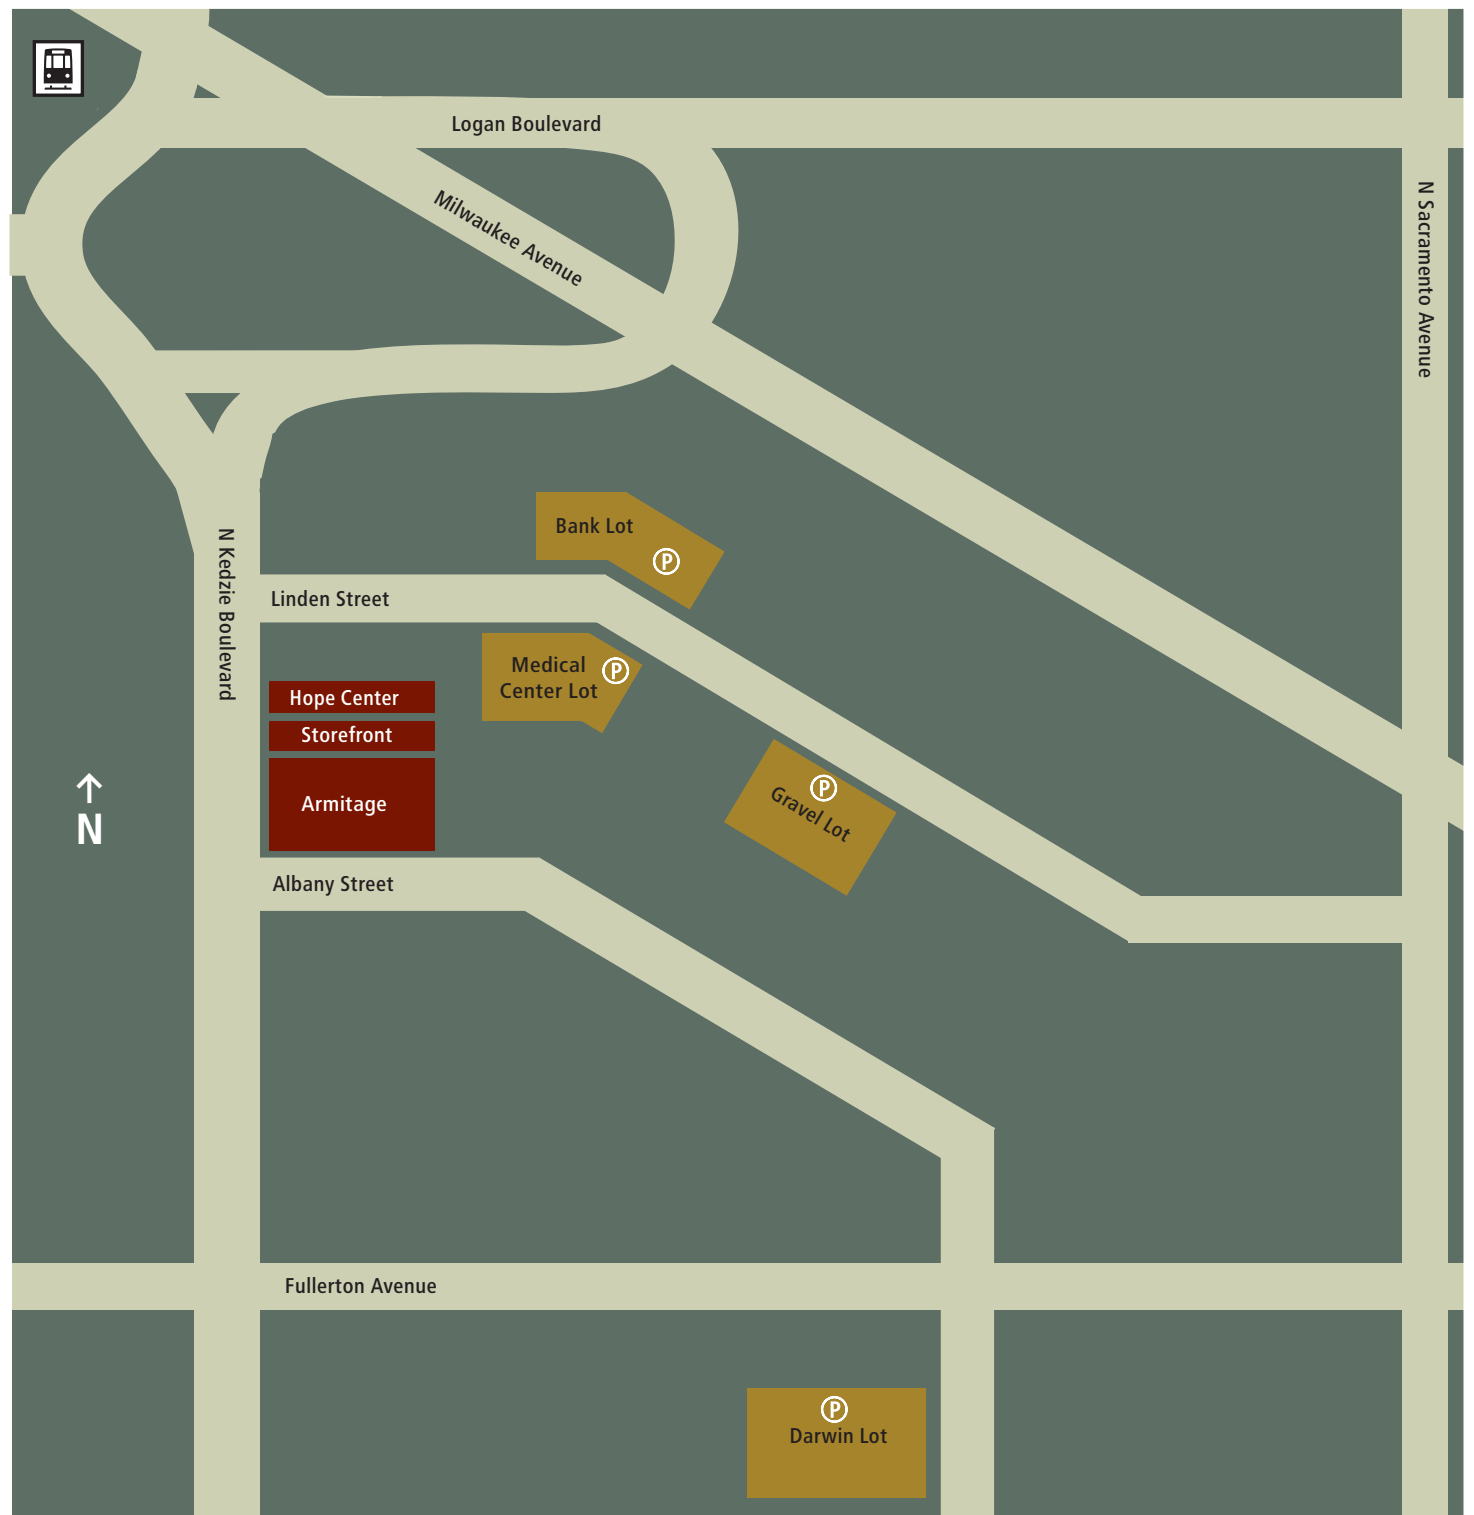 Logan Boulevard
Milwaukee Avenue
N Sacramento Avenue
Bank Lot
P
N Kedzie Boulevard
Linden Street
Medical
Center Lot
P
Hope Center
Storefront
Armitage
P
Gravel Lot
N
Albany Street
Fullerton Avenue
P
Darwin Lot